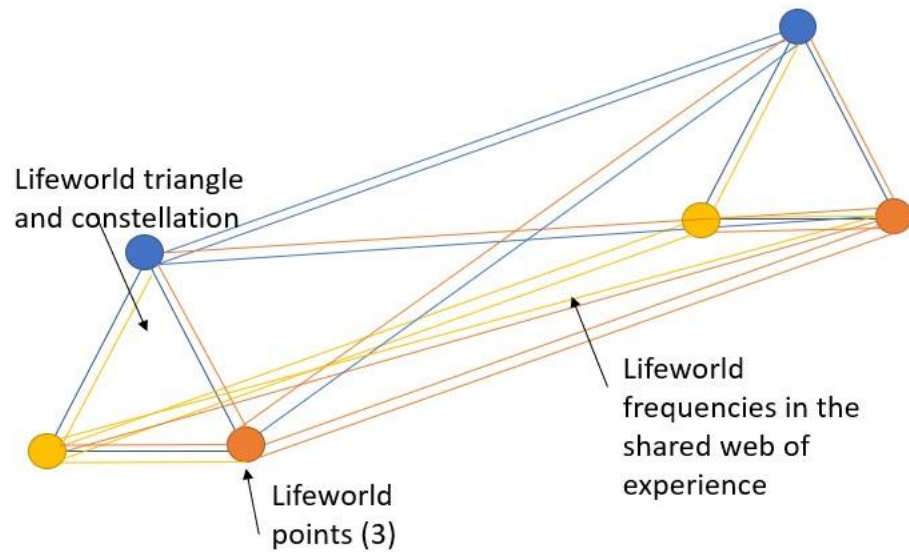 Lifeworld triangle
and constellation
Lifeworld
frequencies in the
shared web of
experience
Lifeworld
points (3)